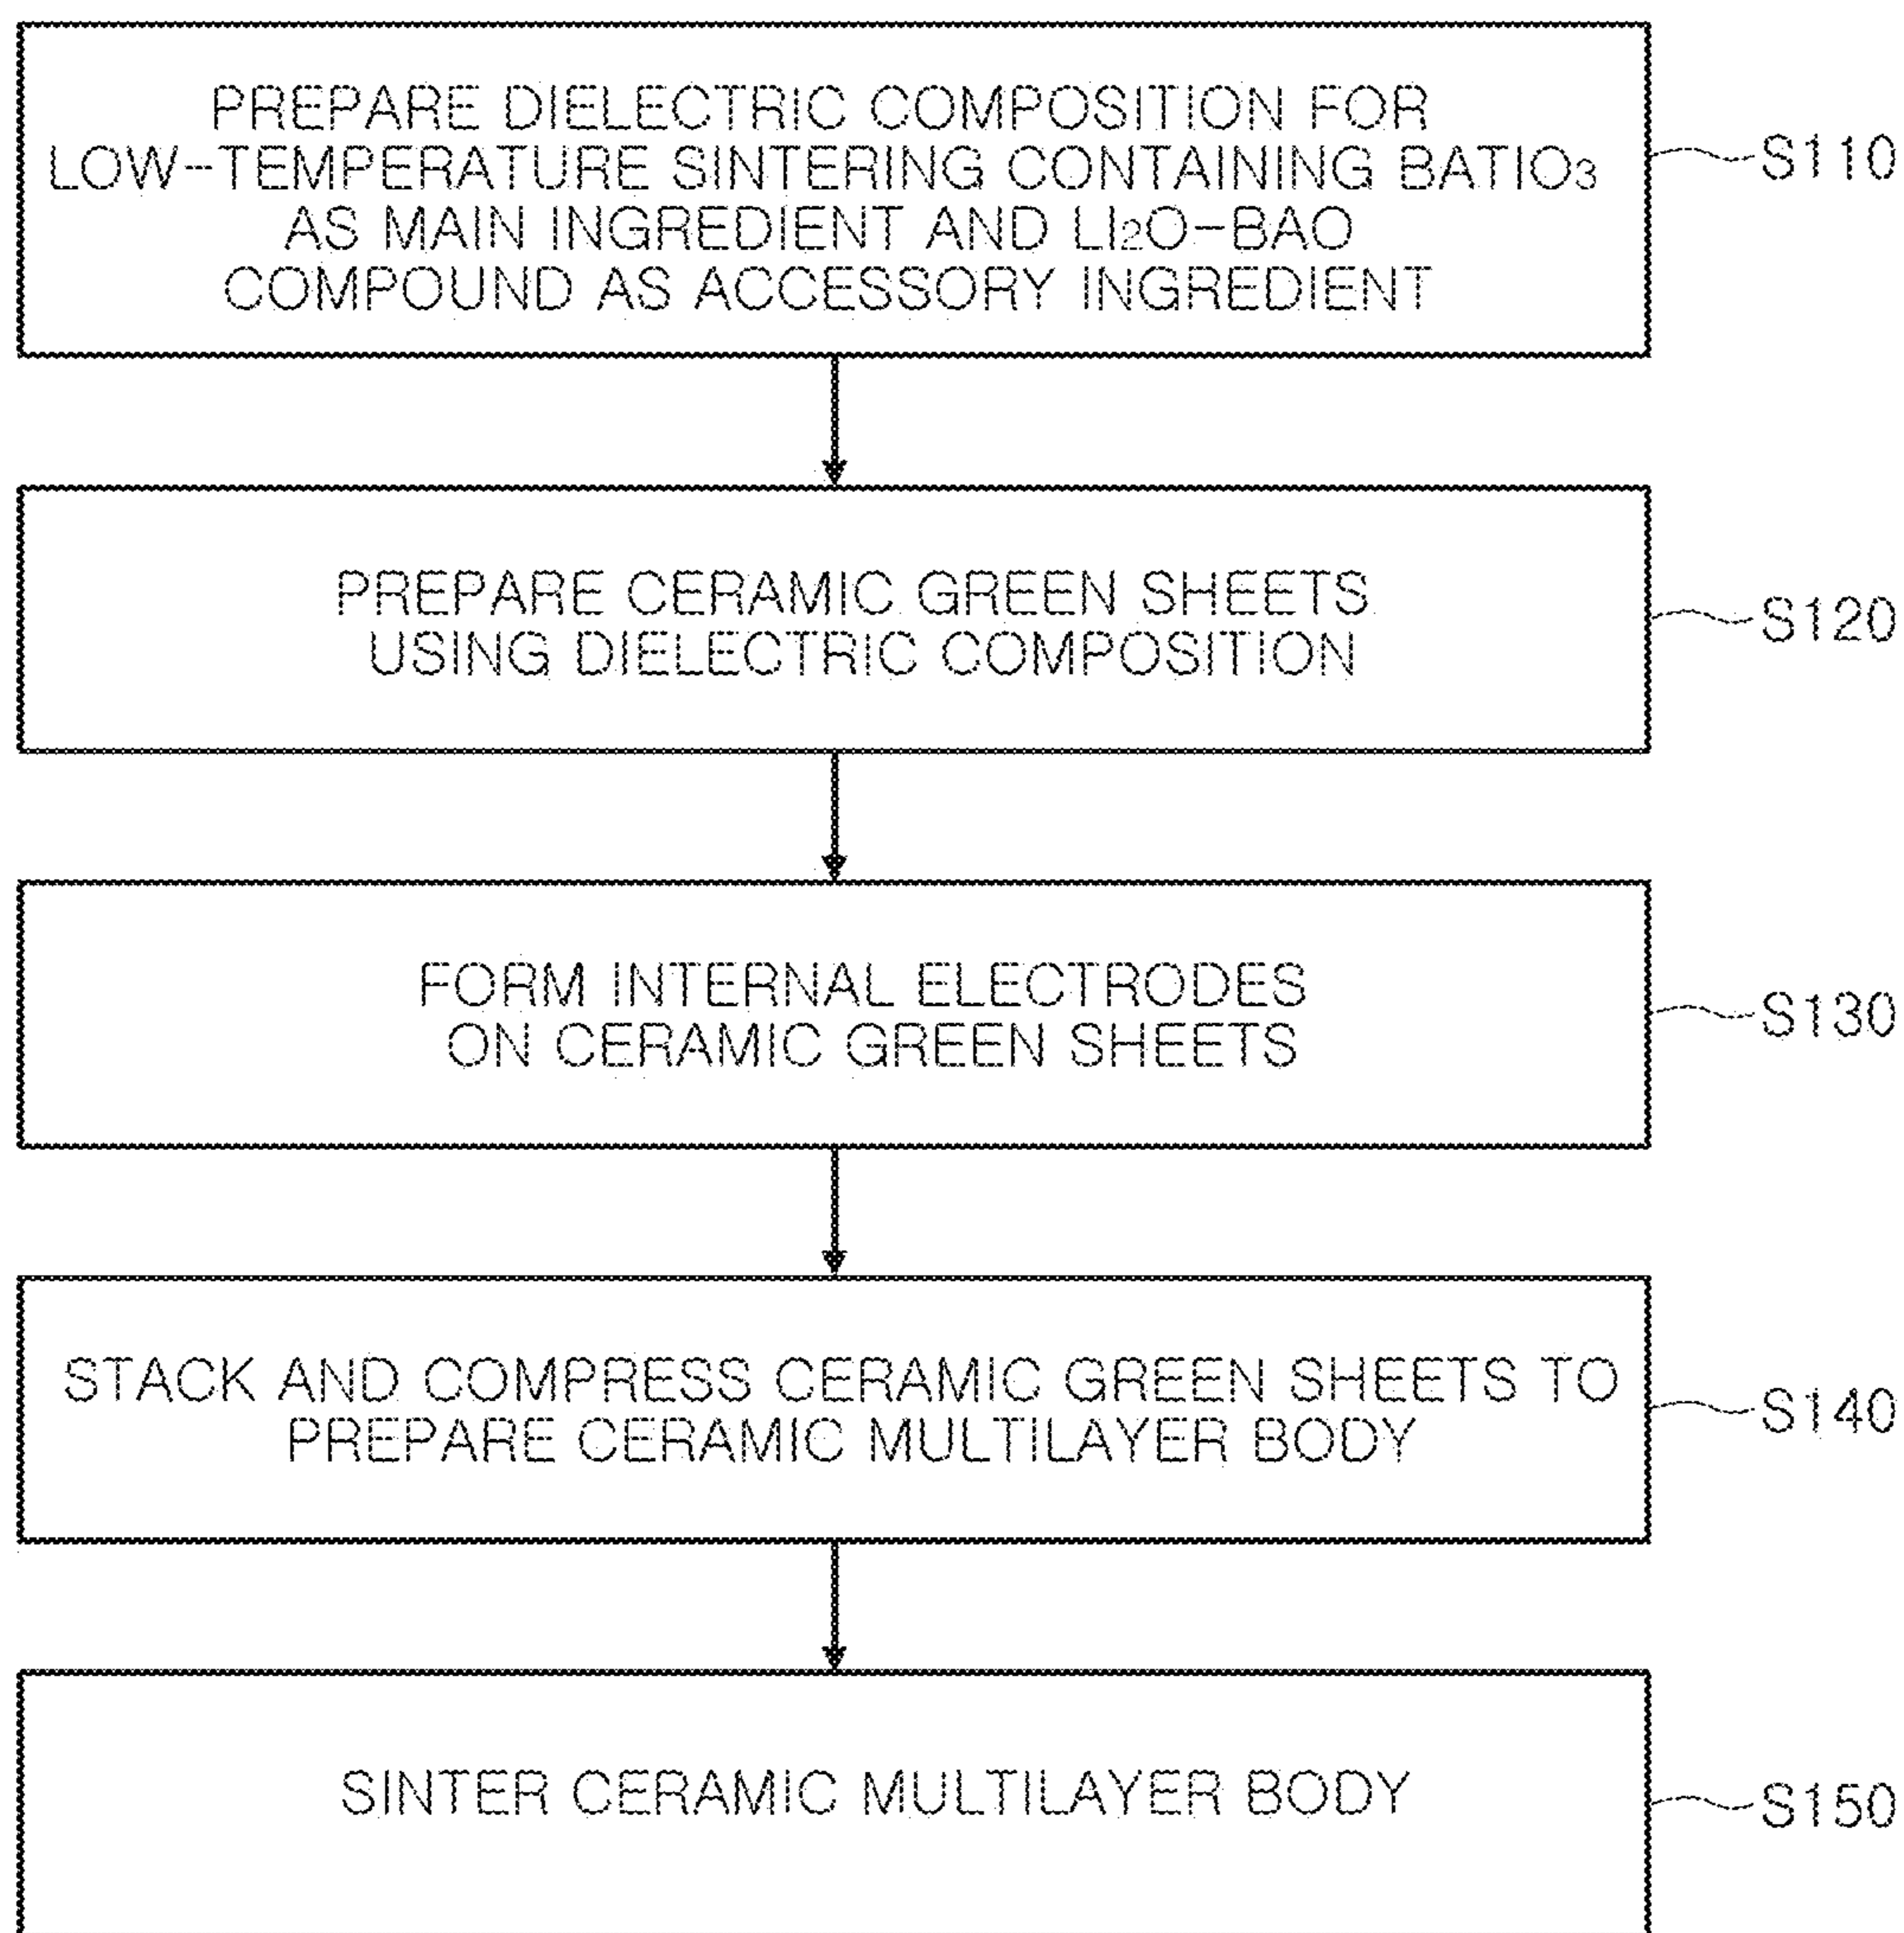 PREPARE DIELECTRIC COMPOSITION FOR
LOW-TEMPERATURE SINTERING CONTAINING BATIO₃
AS MAIN INGREDIENT AND LI₂O-BAO
COMPOUND AS ACCESSORY INGREDIENT
S110
PREPARE CERAMIC GREEN SHEETS
USING DIELECTRIC COMPOSITION
S120
FORM INTERNAL ELECTRODES
ON CERAMIC GREEN SHEETS
S130
STACK AND COMPRESS CERAMIC GREEN SHEETS TO
PREPARE CERAMIC MULTILAYER BODY
S140
SINTER CERAMIC MULTILAYER BODY
S150